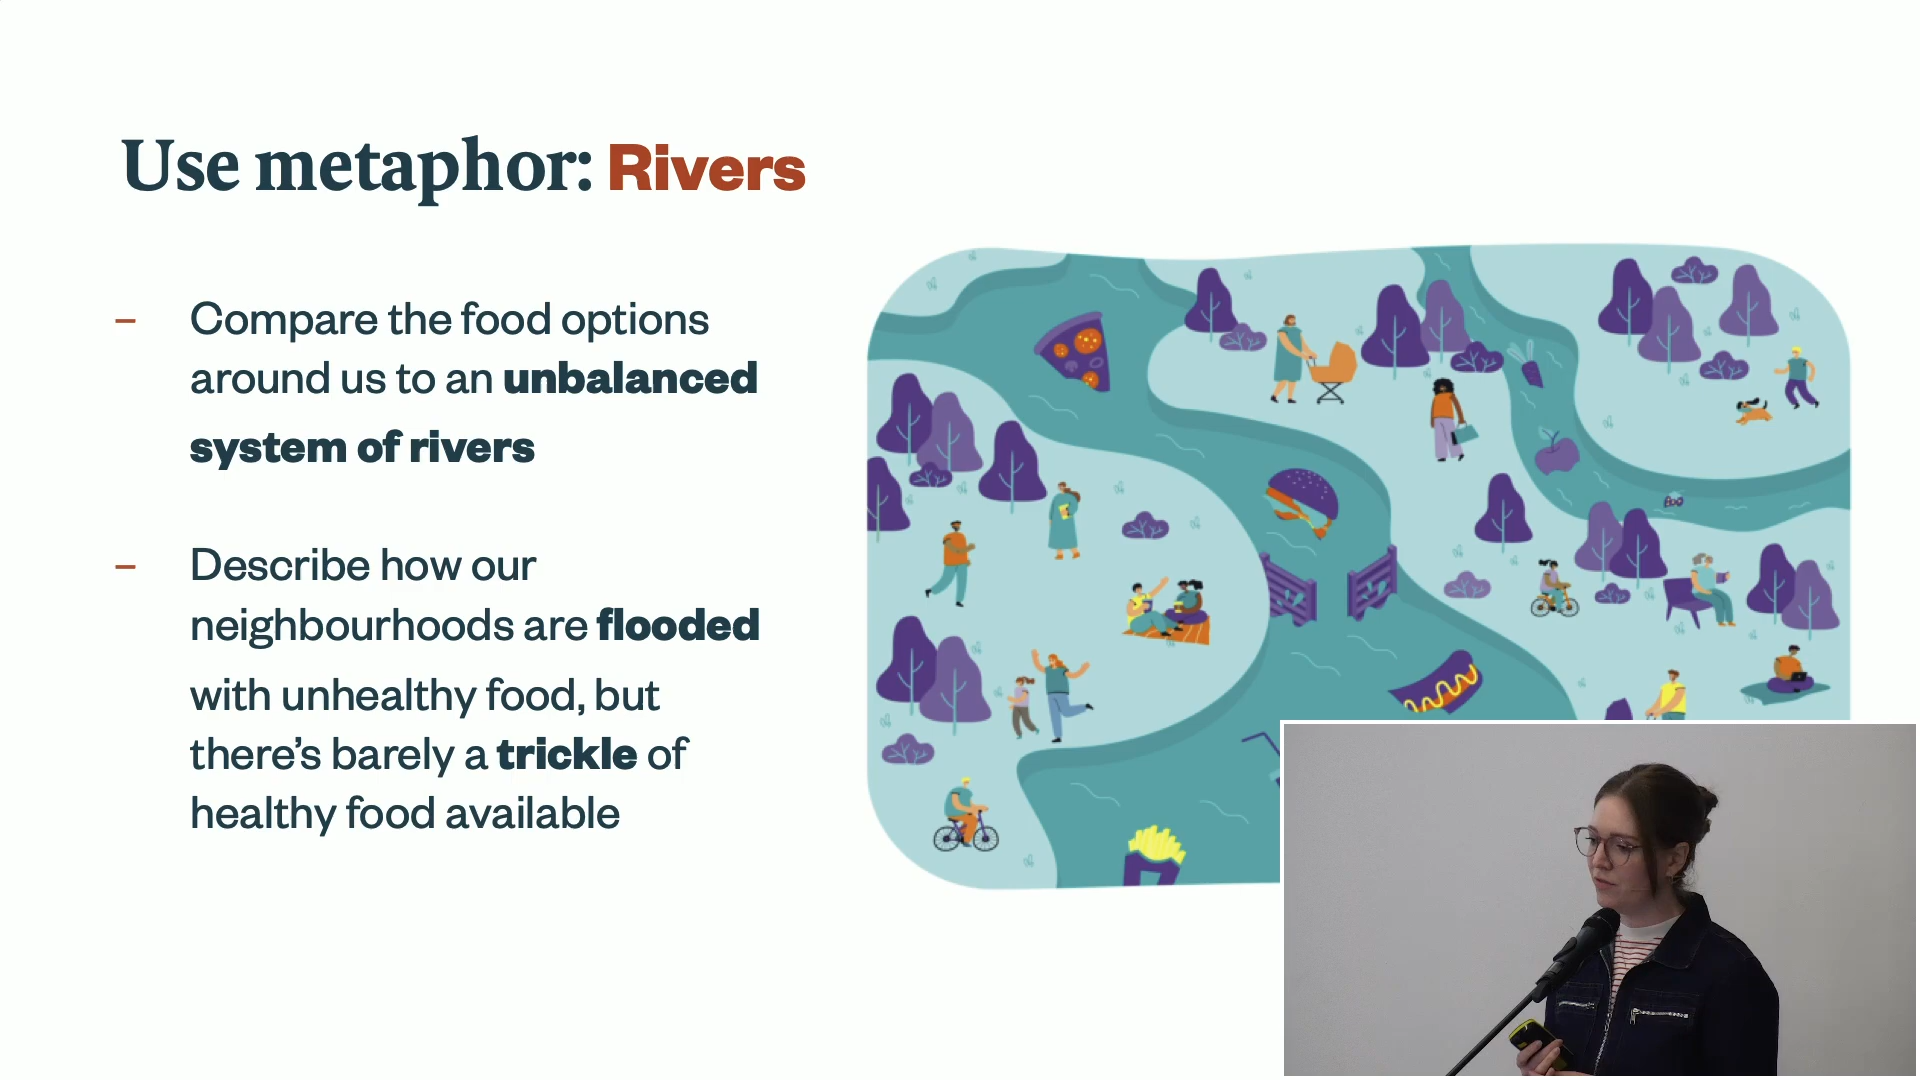 Use metaphor: Rivers
– Compare the food options
around us to an unbalanced
system of rivers
– Describe how our
neighbourhoods are flooded
with unhealthy food, but
there’s barely a trickle of
healthy food available